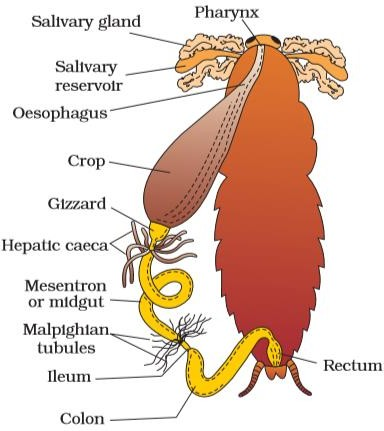 Pharynx
Salivary gland
Salivary
reservoir
Oesophagus
Crop
Gizzard
Hepatic caeca
Mesentron
or midgut
Malpighian
tubules
Ileum
Rectum
Colon